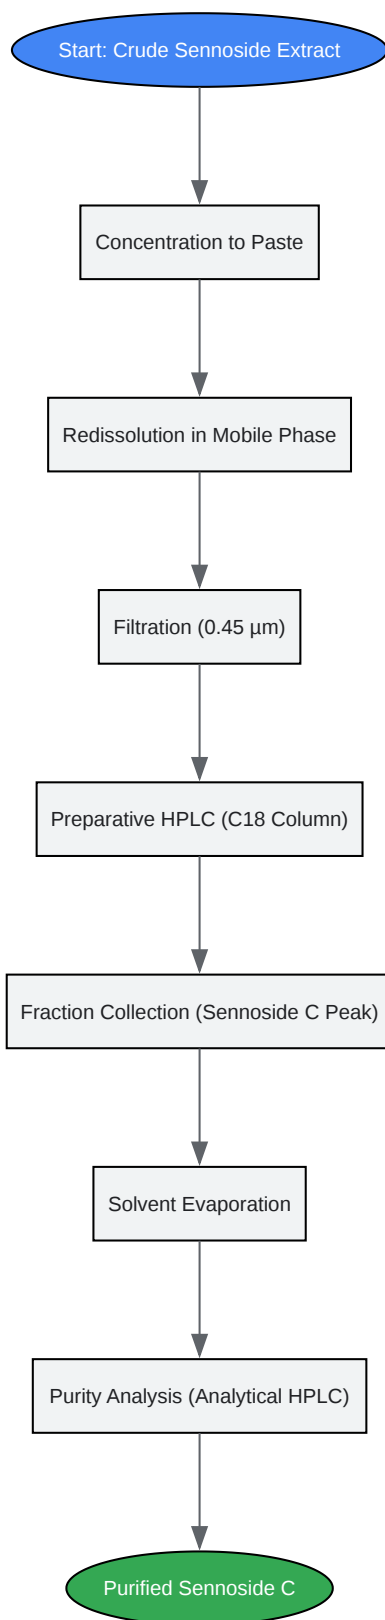 Start: Crude Sennoside Extract
Concentration to Paste
Redissolution in Mobile Phase
Filtration (0.45 µm)
Preparative HPLC (C18 Column)
Fraction Collection (Sennoside C Peak)
Solvent Evaporation
Purity Analysis (Analytical HPLC)
Purified Sennoside C